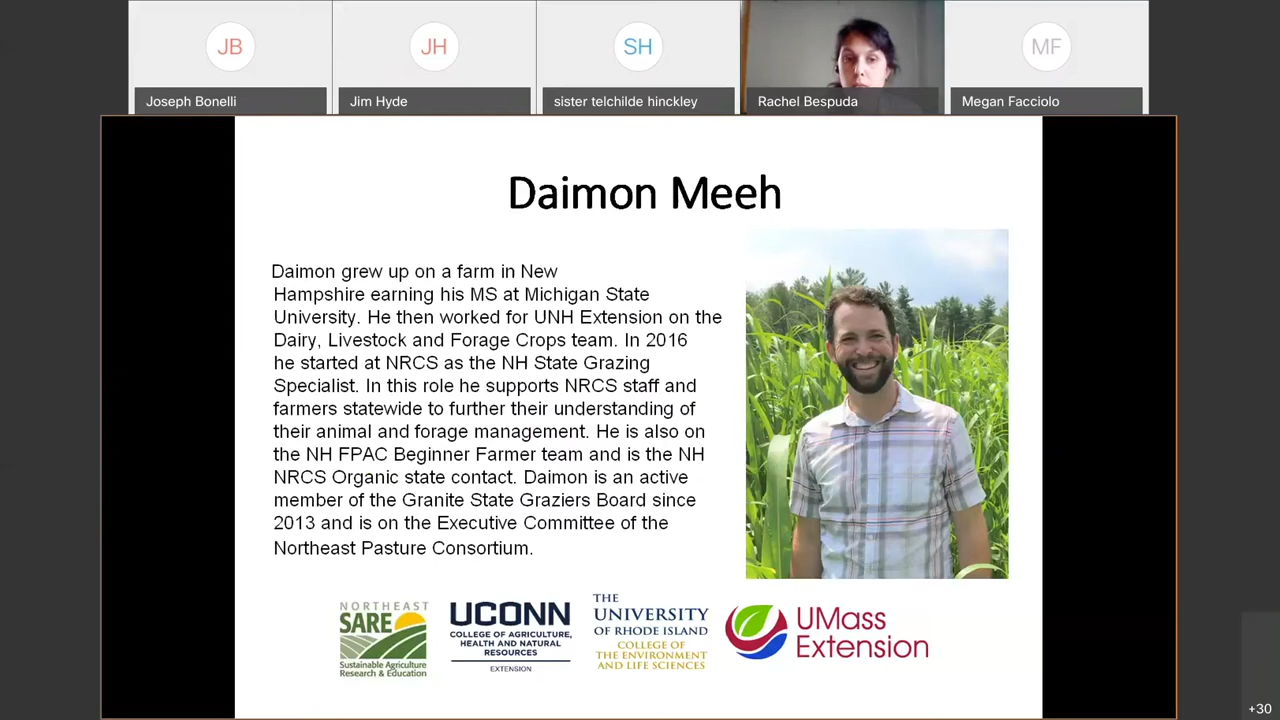 JB
JH
SH
MF
Joseph Bonelli
Jim Hyde
sister telchilde hinckley
Rachel Bespuda
Megan Facciolo
Daimon Meeh
Daimon grew up on a farm in New
Hampshire earning his MS at Michigan State
University. He then worked for UNH Extension on the
Dairy, Livestock and Forage Crops team. In 2016
he started at NRCS as the NH State Grazing
Specialist. In this role he supports NRCS staff and
farmers statewide to further their understanding of
their animal and forage management. He is also on
the NH FPAC Beginner Farmer team and is the NH
NRCS Organic state contact. Daimon is an active
member of the Granite State Graziers Board since
2013 and is on the Executive Committee of the
Northeast Pasture Consortium.
NORTHEAST
SARE
Sustainable Agriculture
Research & Education
UCONN
COLLEGE OF AGRICULTURE,
HEALTH AND NATURAL
RESOURCES
EXTENSION
THE
UNIVERSITY
OF RHODE ISLAND
COLLEGE OF
THE ENVIRONMENT
AND LIFE SCIENCES
UMass
Extension
+30